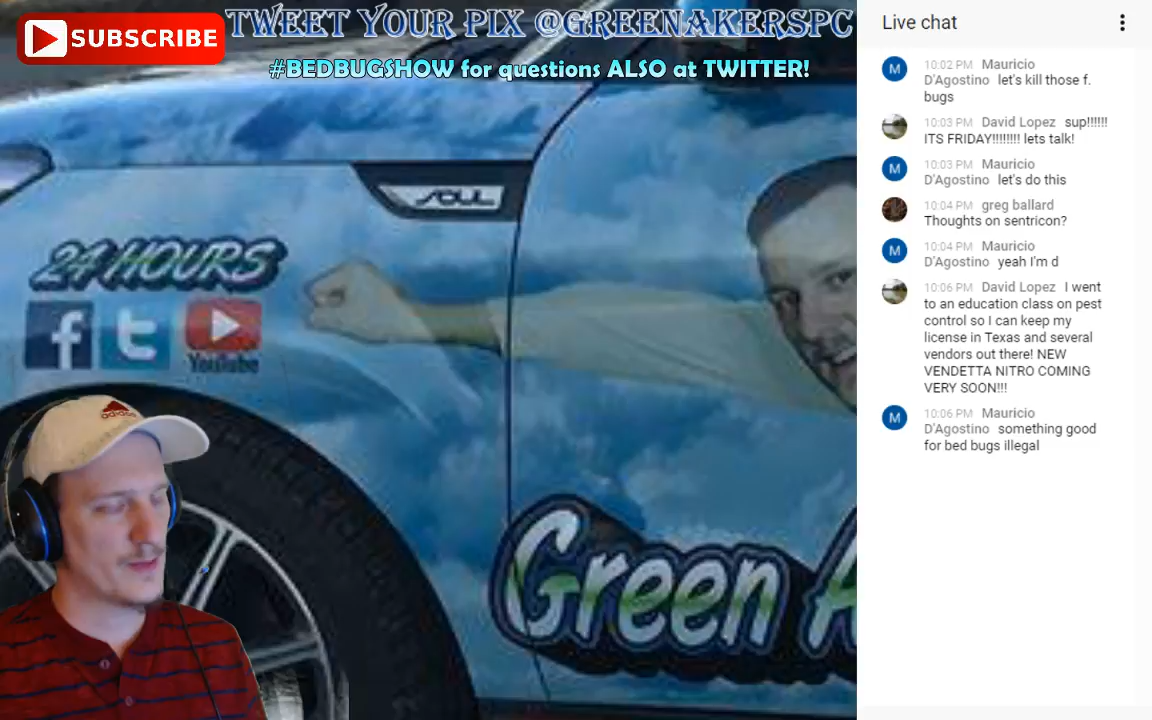 SUBSCRIBE
TWEET YOUR PIX @GREENAKERSPC
#BEDBUGSHOW for questions ALSO at TWITTER!
SOUL
24 HOURS
f t YouTube
Green A
Live chat
10:02 PM Mauricio
D'Agostino let's kill those f.
bugs
10:03 PM David Lopez sup!!!!!!
ITS FRIDAY!!!!!!!! lets talk!
10:03 PM Mauricio
D'Agostino let's do this
10:04 PM greg ballard
Thoughts on sentricon?
10:04 PM Mauricio
D'Agostino yeah I'm d
10:06 PM David Lopez I went
to an education class on pest
control so I can keep my
license in Texas and several
vendors out there! NEW
VENDETTA NITRO COMING
VERY SOON!!!
10:06 PM Mauricio
D'Agostino something good
for bed bugs illegal
M
M
M
M
adidas